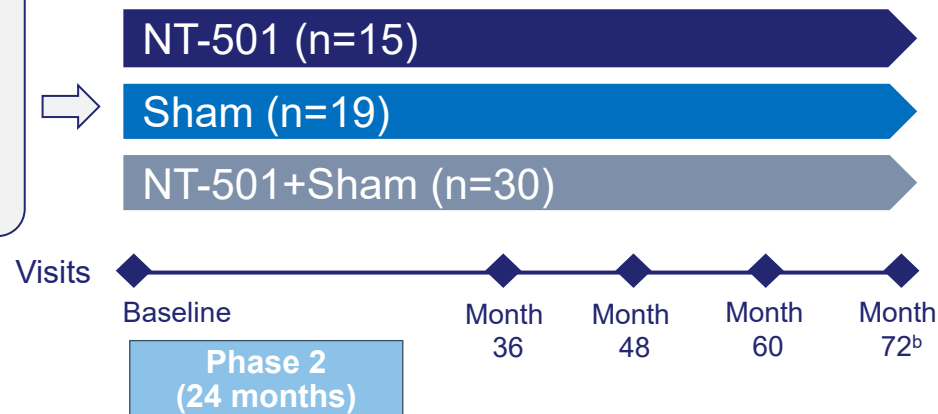 NT-501 (n=15)
Sham (n=19)
NT-501+Sham (n=30)
Visits
Baseline
Month
36
Month
48
Month
60
Month
72ᵇ
Phase 2
(24 months)